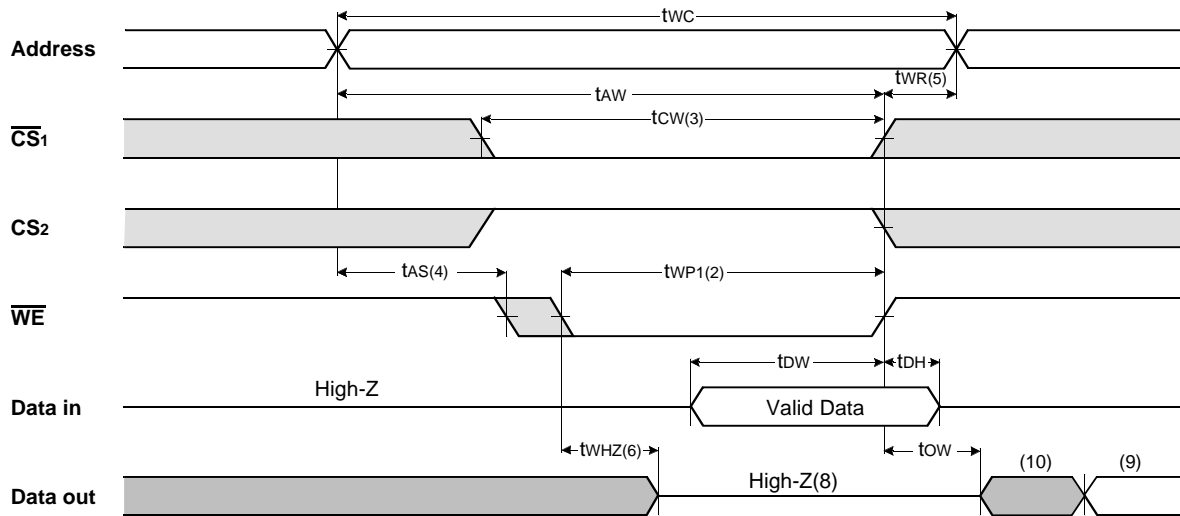 tWC
Address
tWR(5)
tAW
tCW(3)
CS1
CS2
tAS(4)
tWP1(2)
WE
tDW
tDH
High-Z
Data in
Valid Data
tWHZ(6)
tOW
(10)
(9)
High-Z(8)
Data out